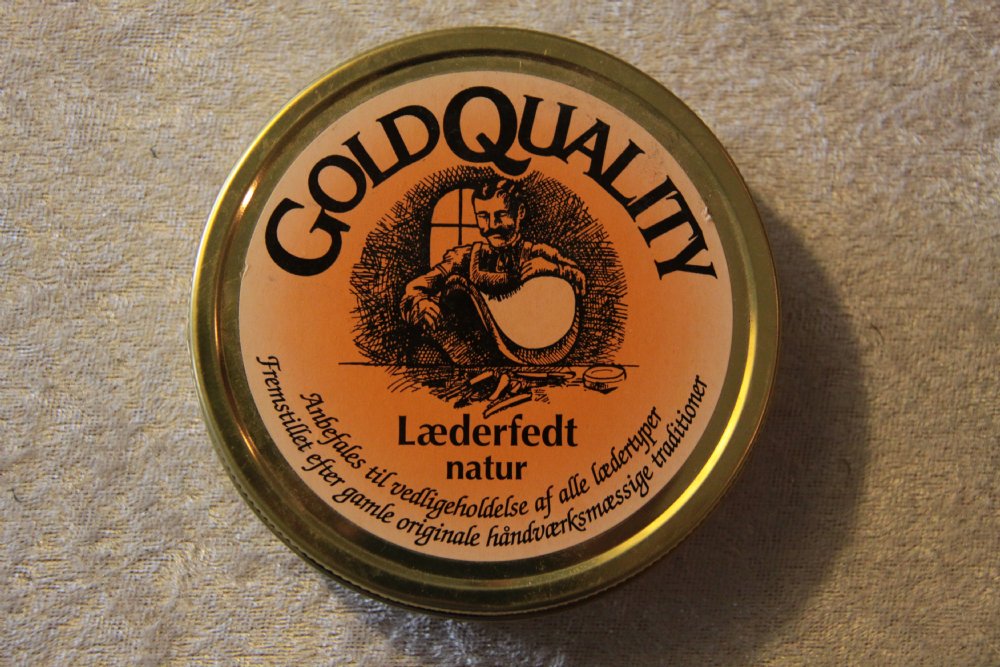 GOLDQUALITY
Læderfedt
natur
Anbefales til vedligeholdelse af alle lædertyper
Fremstillet efter gamle originale håndværksmæssige traditioner